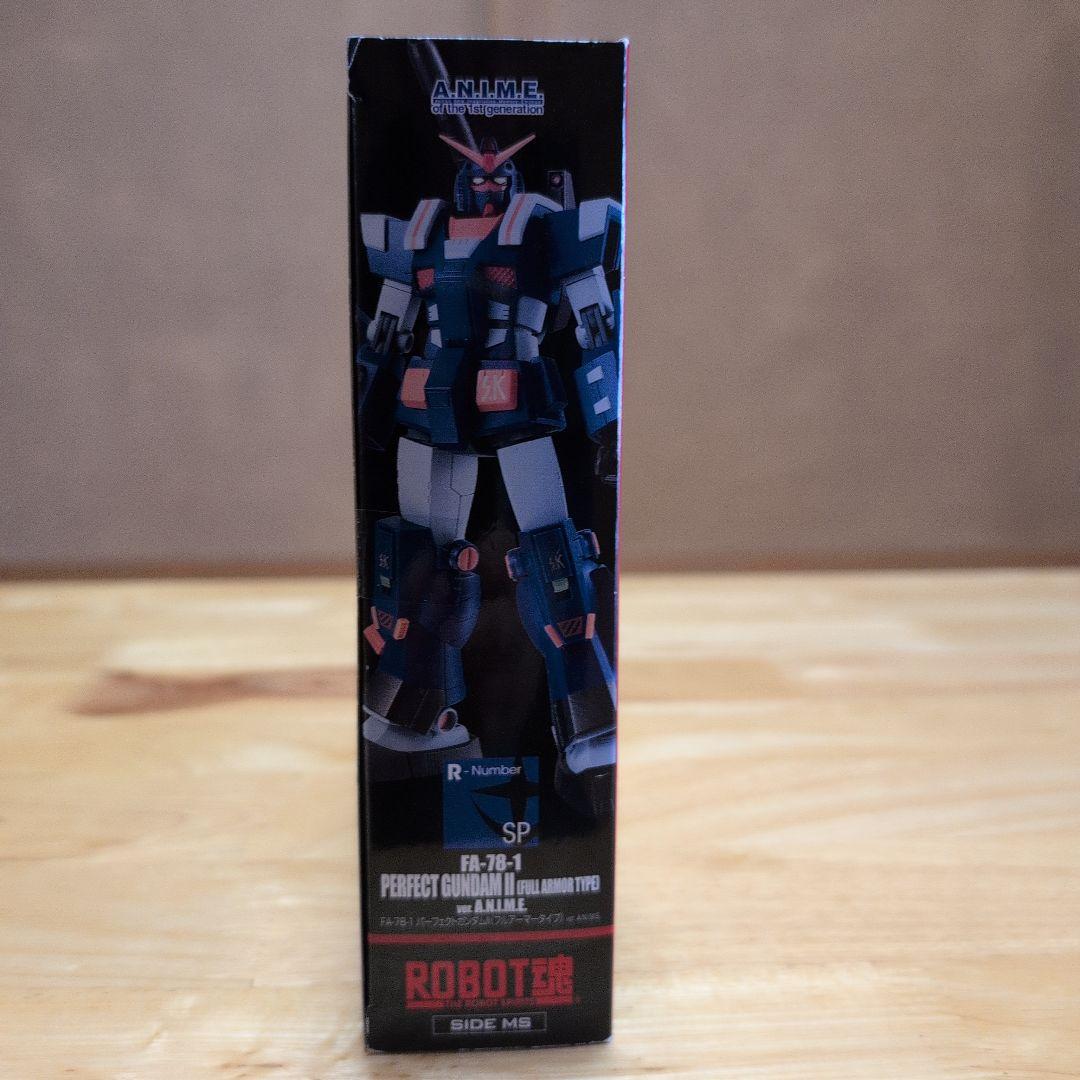 A.N.I.M.E.
of the 1st generation
SK
SK
R-Number
SP
FA-78-1
PERFECT GUNDAM II [FULL ARMOR TYPE]
ver. A.N.I.M.E.
FA-78-1 パーフェクトガンダムII(フルアーマータイプ) ver. A.N.I.M.E.
ROBOT魂
THE ROBOT SPIRITS
SIDE MS